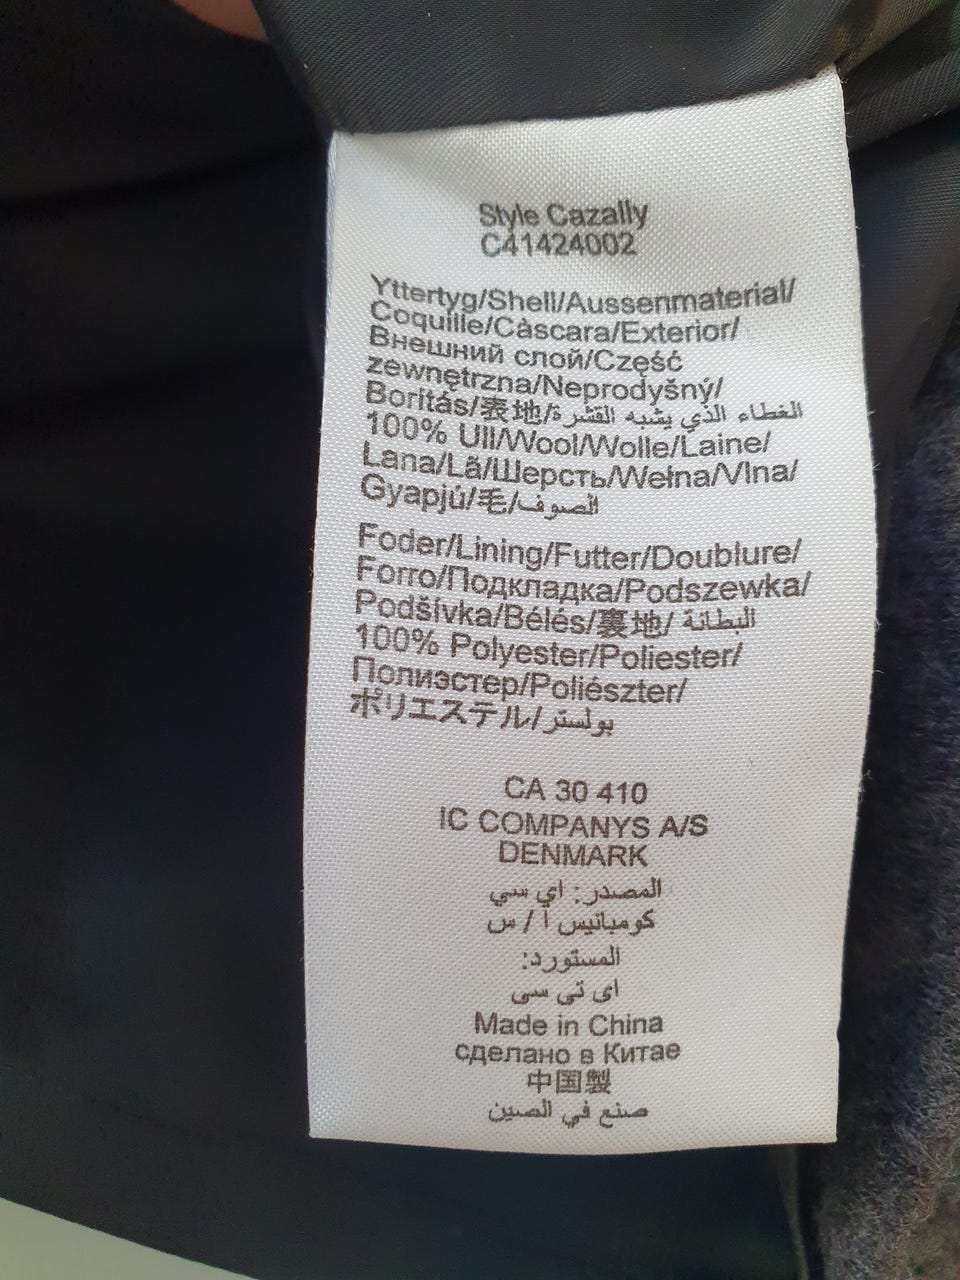 Style Cazally
C41424002
Yttertyg/Shell/Aussenmaterial/
Coquille/Càscara/Exterior/
Внешний слой/Część
zewnętrzna/Neprodyšný/
Borítás/表地/الغطاء الذي يشبه القشرة
100% Ull/Wool/Wolle/Laine/
Lana/Lã/Шерсть/Wełna/Vlna/
Gyapjú/毛/الصوف
Foder/Lining/Futter/Doublure/
Forro/Подкладка/Podszewka/
Podšívka/Bélés/裏地/ البطانة
100% Polyester/Poliester/
Полиэстер/Poliészter/
ポリエステル/بولستر
CA 30 410
IC COMPANYS A/S
DENMARK
المصدر: اي سي
كومبانيس ا / س
المستورد:
اى تى سى
Made in China
сделано в Китае
中国製
صنع في الصين